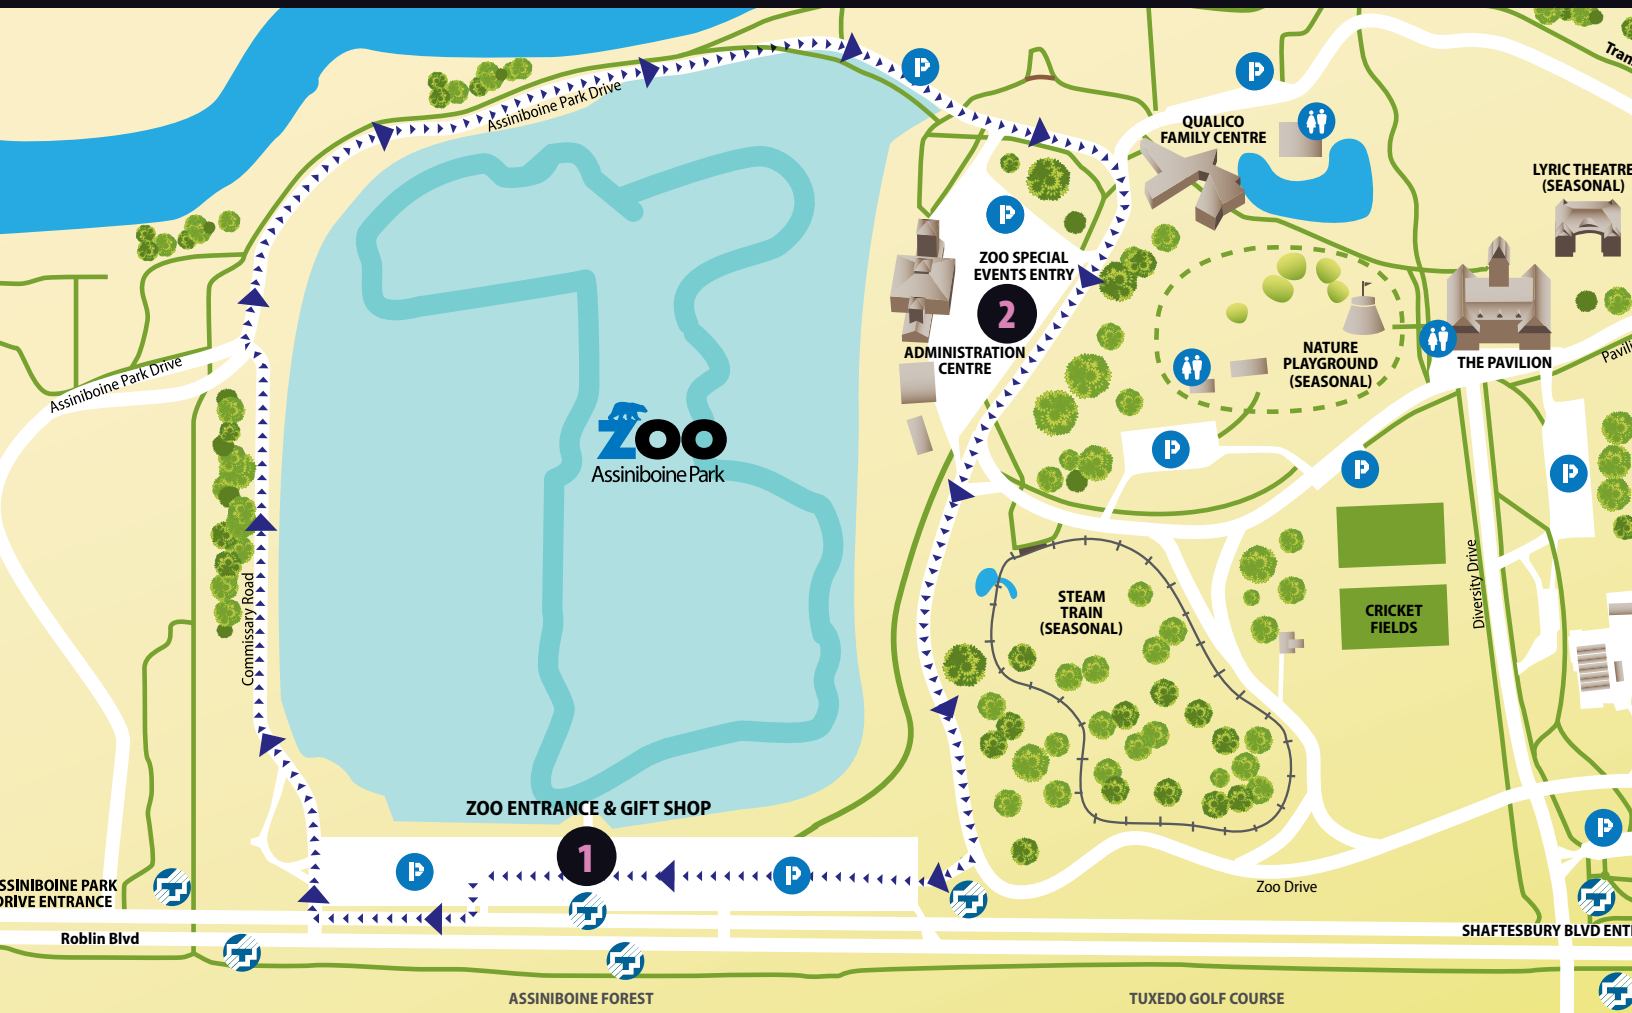 Tran
Assiniboine Park Drive
QUALICO
FAMILY CENTRE
LYRIC THEATRE
(SEASONAL)
P
P
P
ZOO SPECIAL
EVENTS ENTRY
2
ADMINISTRATION
CENTRE
NATURE
PLAYGROUND
(SEASONAL)
THE PAVILION
Pavili
Assiniboine Park Drive
zoo
Assiniboine Park
P
P
P
Commissary Road
STEAM
TRAIN
(SEASONAL)
CRICKET
FIELDS
Diversity Drive
ZOO ENTRANCE & GIFT SHOP
1
P
P
P
SSINIBOINE PARK
DRIVE ENTRANCE
Zoo Drive
Roblin Blvd
SHAFTESBURY BLVD ENT
ASSINIBOINE FOREST
TUXEDO GOLF COURSE